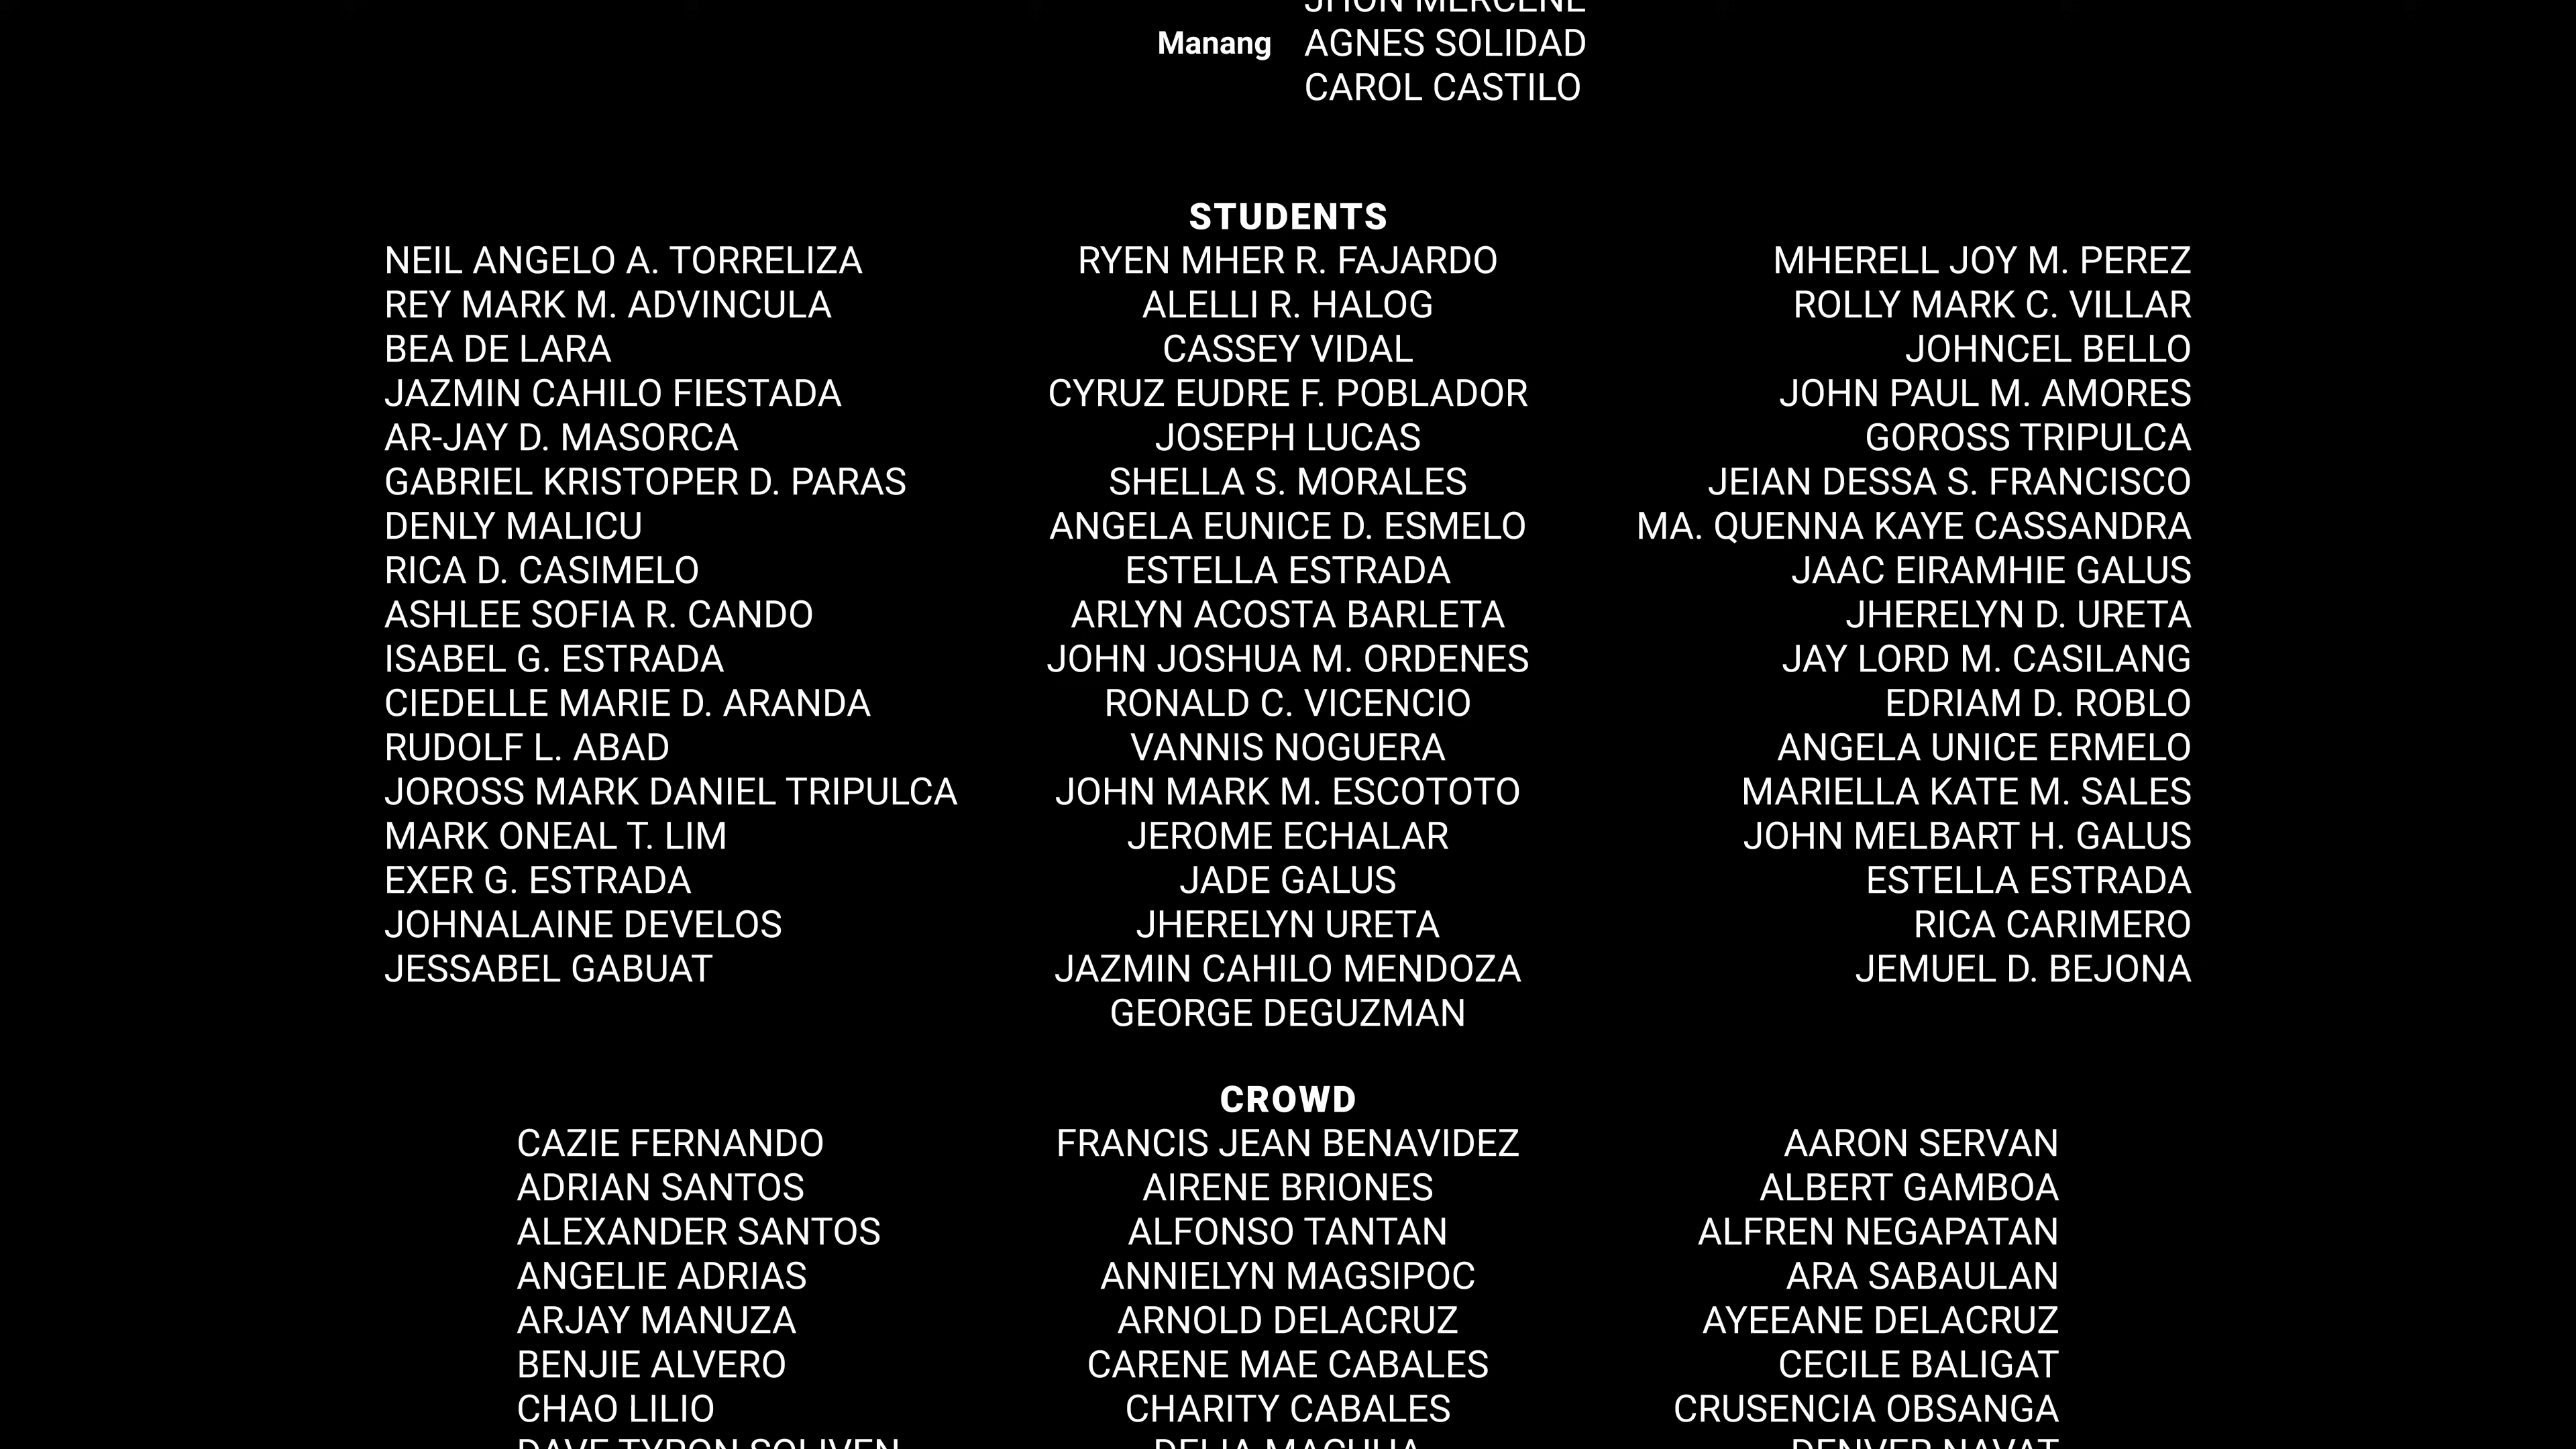 JHON MERCENE
Manang AGNES SOLIDAD
CAROL CASTILO
STUDENTS
NEIL ANGELO A. TORRELIZA RYEN MHER R. FAJARDO MHERELL JOY M. PEREZ
REY MARK M. ADVINCULA ALELLI R. HALOG ROLLY MARK C. VILLAR
BEA DE LARA CASSEY VIDAL JOHNCEL BELLO
JAZMIN CAHILO FIESTADA CYRUZ EUDRE F. POBLADOR JOHN PAUL M. AMORES
AR-JAY D. MASORCA JOSEPH LUCAS GOROSS TRIPULCA
GABRIEL KRISTOPER D. PARAS SHELLA S. MORALES JEIAN DESSA S. FRANCISCO
DENLY MALICU ANGELA EUNICE D. ESMELO MA. QUENNA KAYE CASSANDRA
RICA D. CASIMELO ESTELLA ESTRADA JAAC EIRAMHIE GALUS
ASHLEE SOFIA R. CANDO ARLYN ACOSTA BARLETA JHERELYN D. URETA
ISABEL G. ESTRADA JOHN JOSHUA M. ORDENES JAY LORD M. CASILANG
CIEDELLE MARIE D. ARANDA RONALD C. VICENCIO EDRIAM D. ROBLO
RUDOLF L. ABAD VANNIS NOGUERA ANGELA UNICE ERMELO
JOROSS MARK DANIEL TRIPULCA JOHN MARK M. ESCOTOTO MARIELLA KATE M. SALES
MARK ONEAL T. LIM JEROME ECHALAR JOHN MELBART H. GALUS
EXER G. ESTRADA JADE GALUS ESTELLA ESTRADA
JOHNALAINE DEVELOS JHERELYN URETA RICA CARIMERO
JESSABEL GABUAT JAZMIN CAHILO MENDOZA JEMUEL D. BEJONA
GEORGE DEGUZMAN
CROWD
CAZIE FERNANDO FRANCIS JEAN BENAVIDEZ AARON SERVAN
ADRIAN SANTOS AIRENE BRIONES ALBERT GAMBOA
ALEXANDER SANTOS ALFONSO TANTAN ALFREN NEGAPATAN
ANGELIE ADRIAS ANNIELYN MAGSIPOC ARA SABAULAN
ARJAY MANUZA ARNOLD DELACRUZ AYEEANE DELACRUZ
BENJIE ALVERO CARENE MAE CABALES CECILE BALIGAT
CHAO LILIO CHARITY CABALES CRUSENCIA OBSANGA